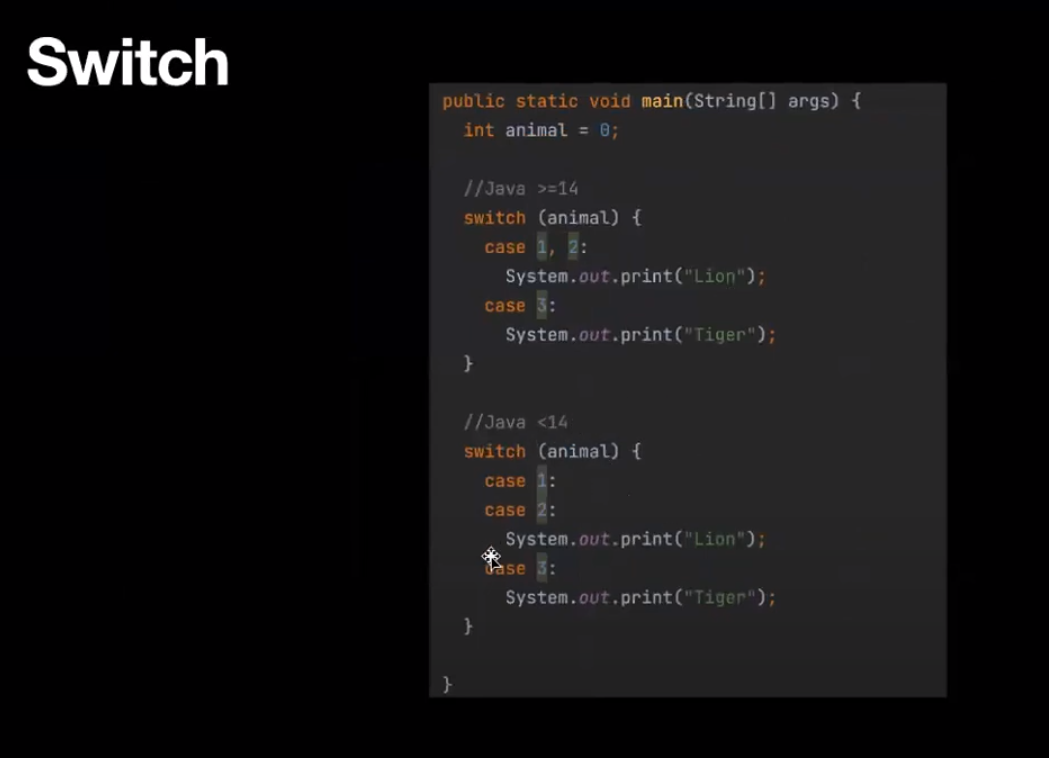 Switch
public static void main(String[] args) {
int animal = 0;
//Java >=14
switch (animal) {
case 1, 2:
System.out.print("Lion");
case 3:
System.out.print("Tiger");
}
//Java <14
switch (animal) {
case 1:
case 2:
System.out.print("Lion");
case 3:
System.out.print("Tiger");
}
}